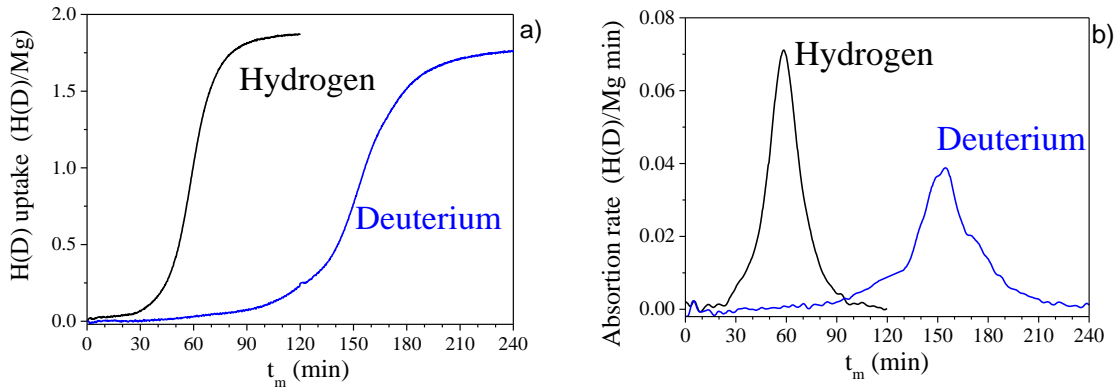 a)
H(D) uptake (H(D)/Mg)
2.0
1.5
1.0
0.5
0.0
Hydrogen
Deuterium
0 30 60 90 120 150 180 210 240
t_m (min)
b)
Absortion rate (H(D)/Mg min)
0.08
0.06
0.04
0.02
0.00
Hydrogen
Deuterium
0 30 60 90 120 150 180 210 240
t_m (min)